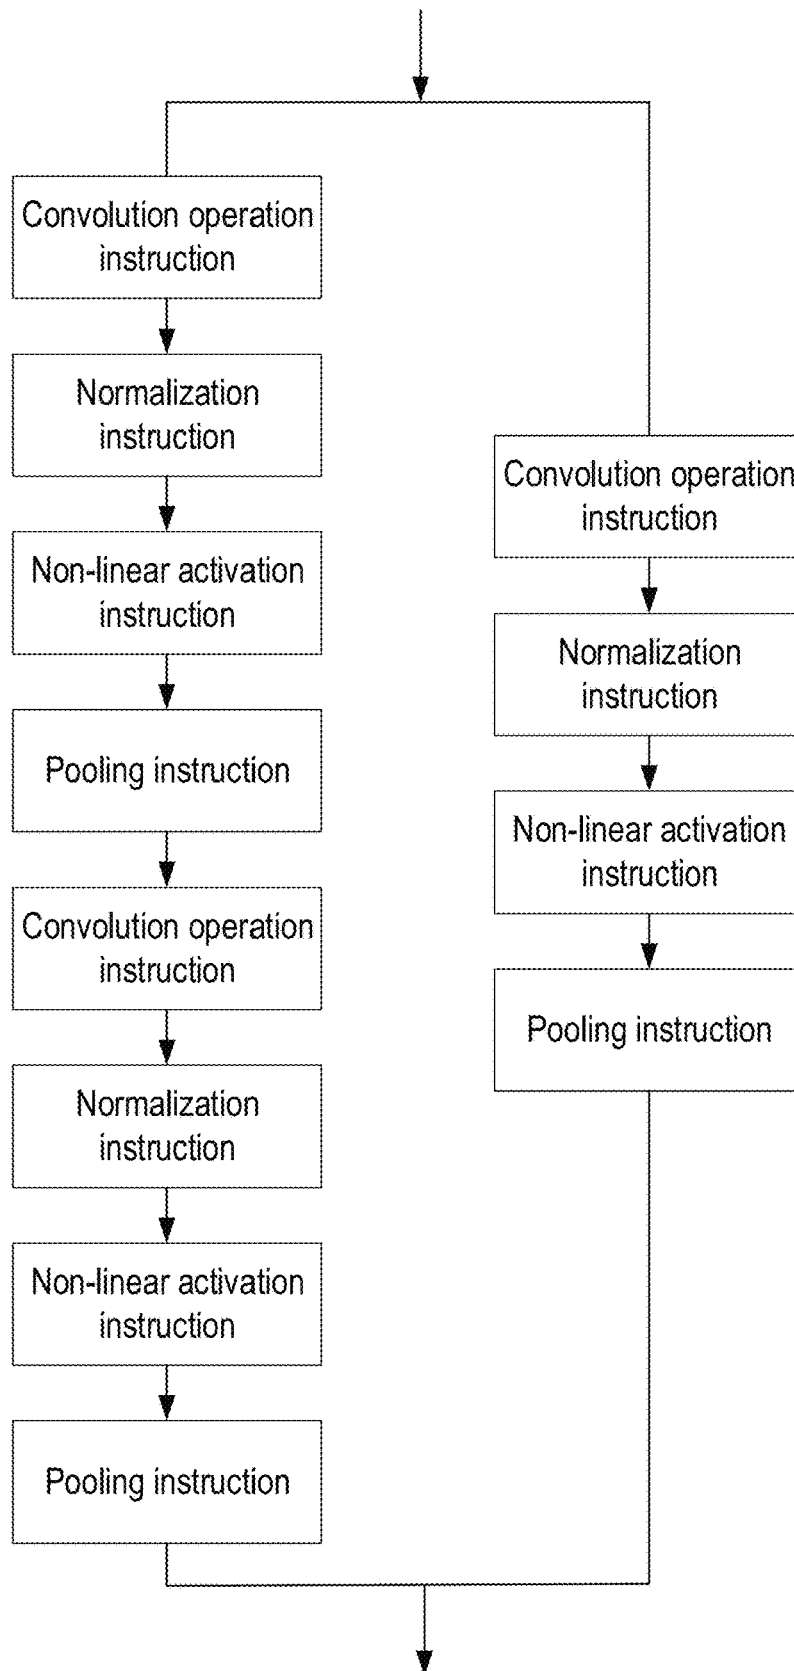 Convolution operation
instruction
Normalization
instruction
Non-linear activation
instruction
Pooling instruction
Convolution operation
instruction
Normalization
instruction
Non-linear activation
instruction
Pooling instruction
Convolution operation
instruction
Normalization
instruction
Non-linear activation
instruction
Pooling instruction